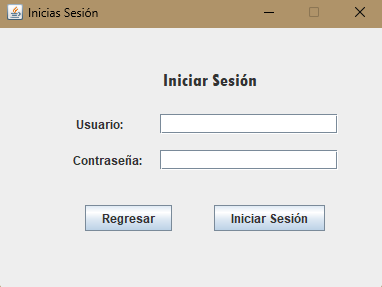 Inicias Sesión
Iniciar Sesión
Usuario:
Contraseña:
Regresar Iniciar Sesión